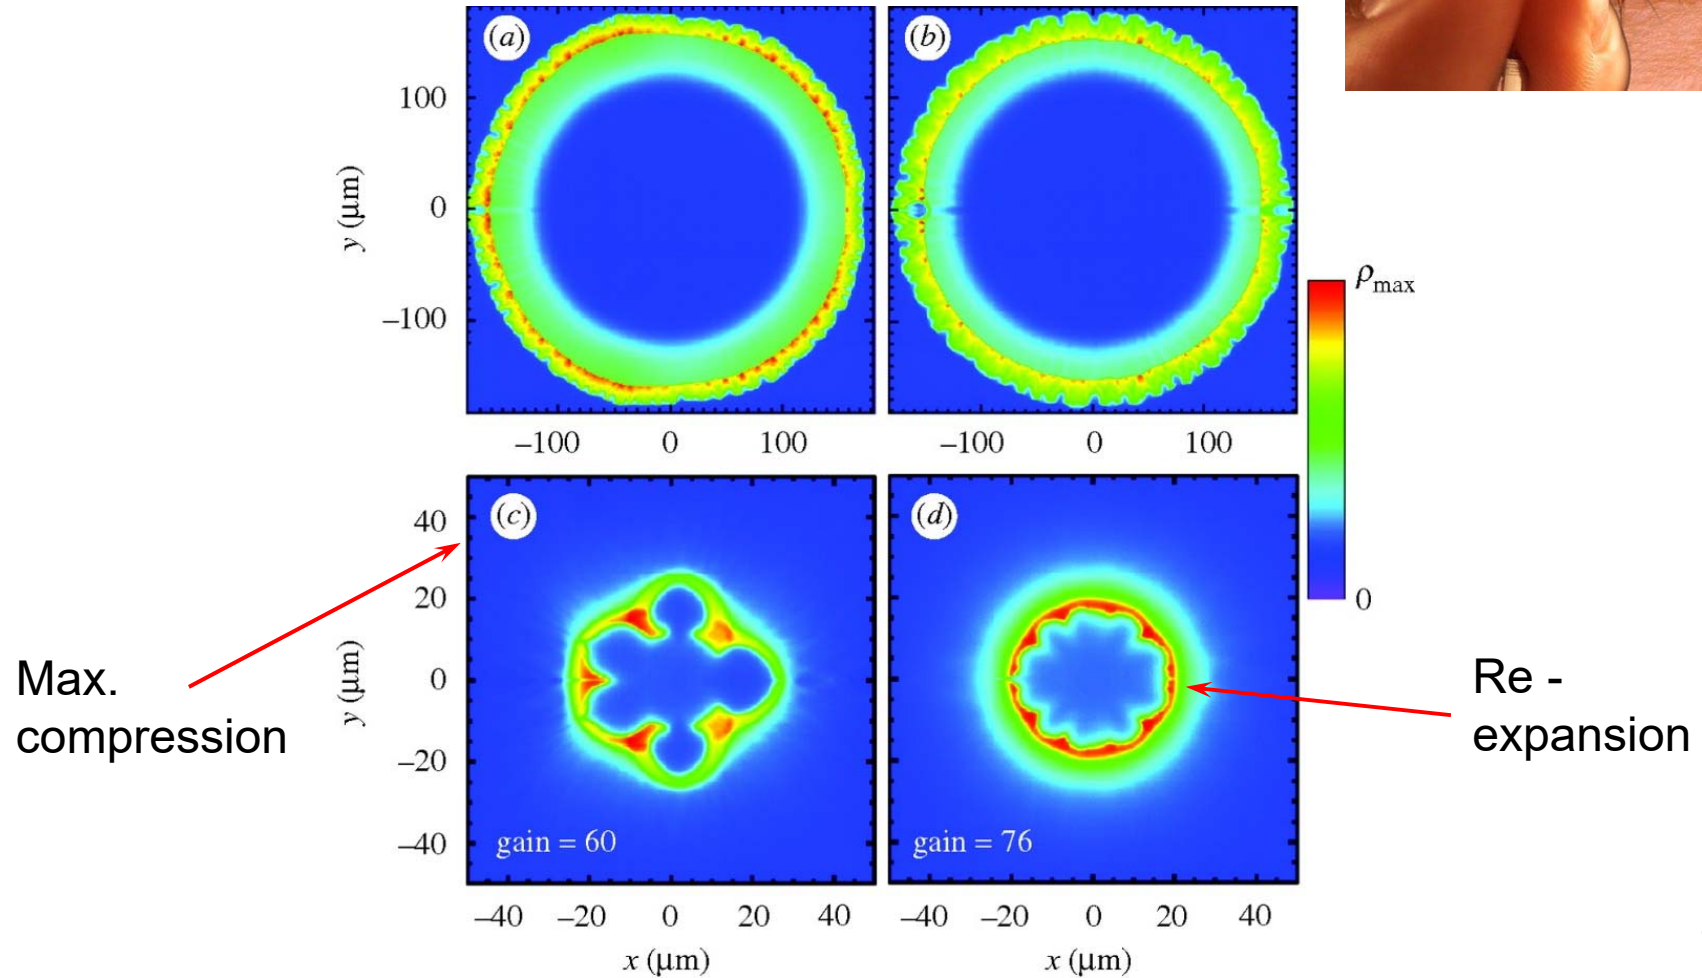 (a)
(b)
100
0
−100
y (μm)
−100 0 100
−100 0 100
ρmax
0
(c)
(d)
40
20
0
−20
−40
y (μm)
gain = 60
gain = 76
−40 −20 0 20 40
−40 −20 0 20 40
x (μm)
x (μm)
Max.
compression
Re -
expansion